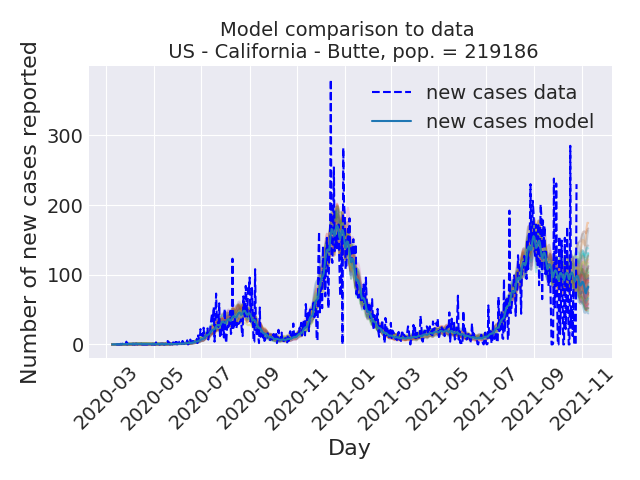 Model comparison to data
US - California - Butte, pop. = 219186
Number of new cases reported
new cases data
new cases model
300
200
100
0
2020-03
2020-05
2020-07
2020-09
2020-11
2021-01
2021-03
2021-05
2021-07
2021-09
2021-11
Day